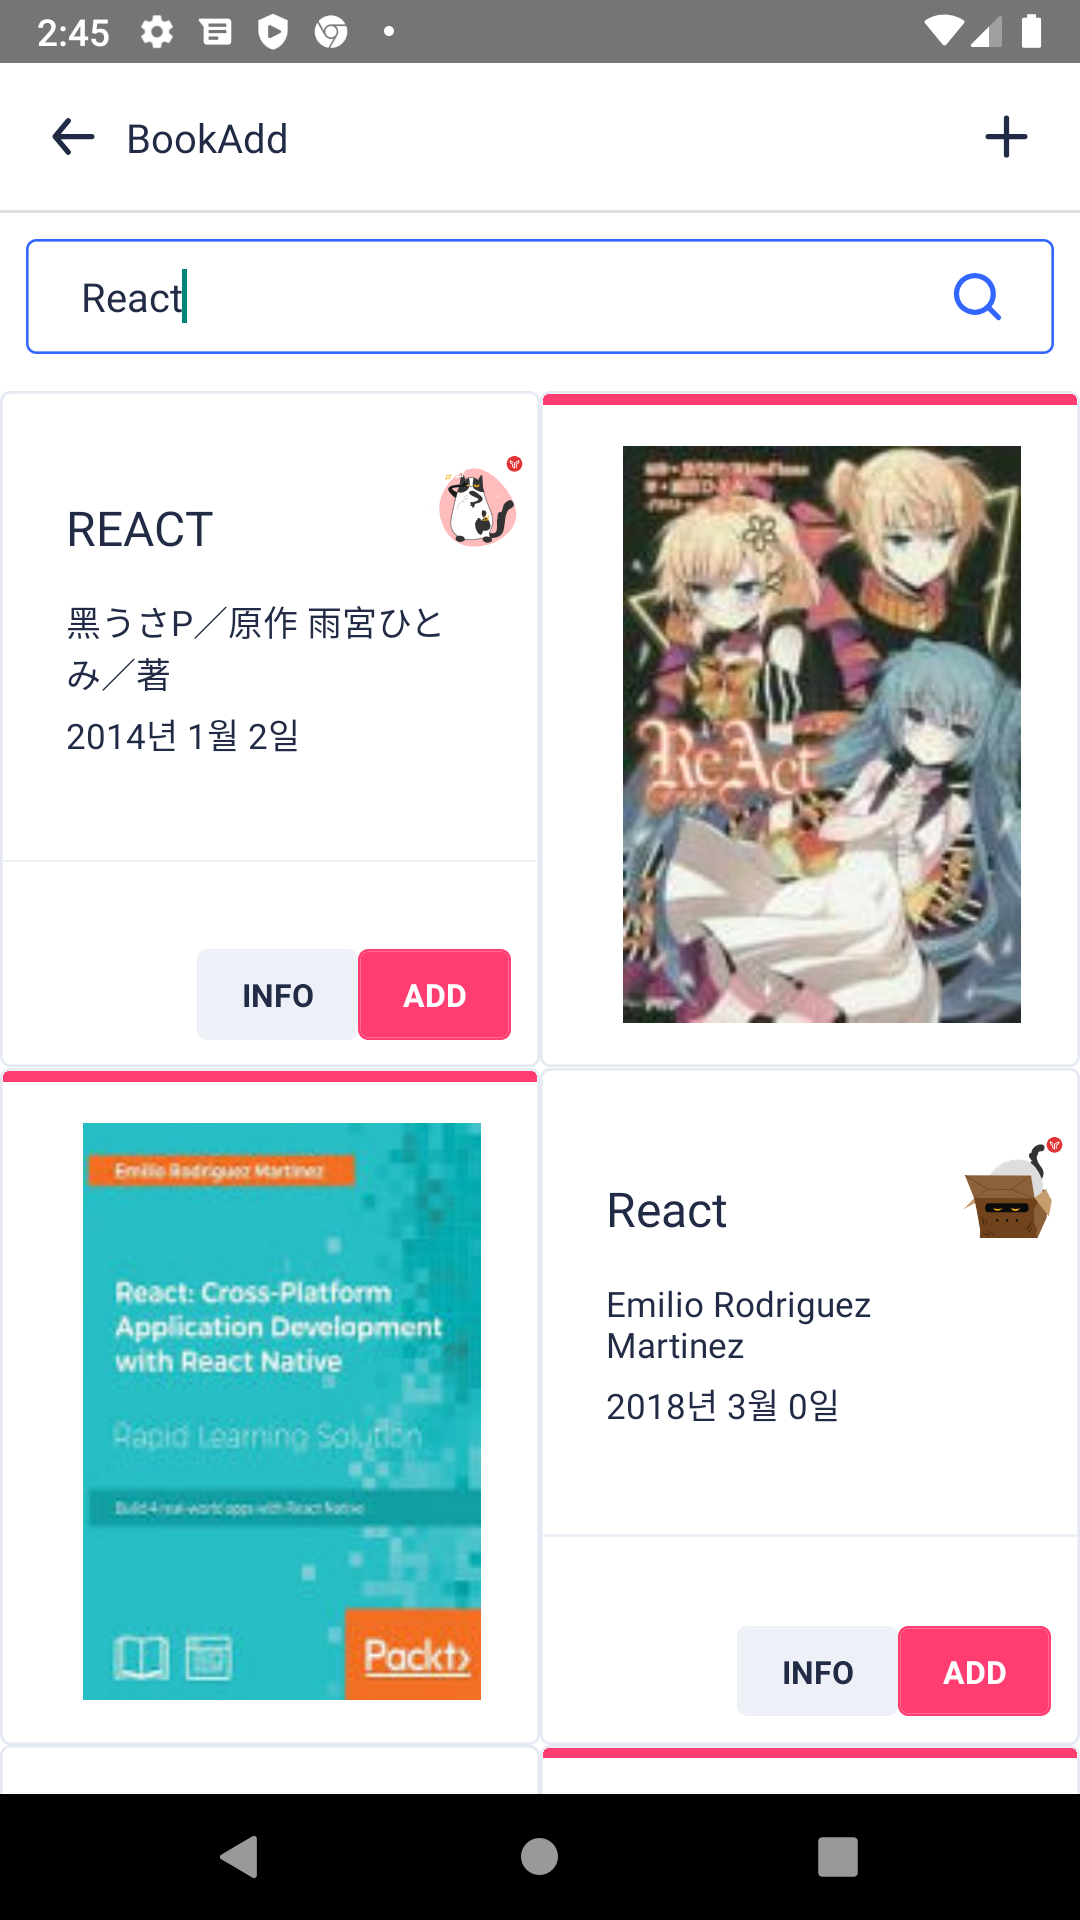 2:45
BookAdd
React
REACT
黑うさP／原作 雨宮ひと
み／著
2014년 1월 2일
INFO
ADD
ReAct
Emilio Rodriguez Martinez
React: Cross-Platform
Application Development
with React Native
Rapid Learning Solution
Build 4 real-world apps with React Native
Packt>
React
Emilio Rodriguez
Martinez
2018년 3월 0일
INFO
ADD